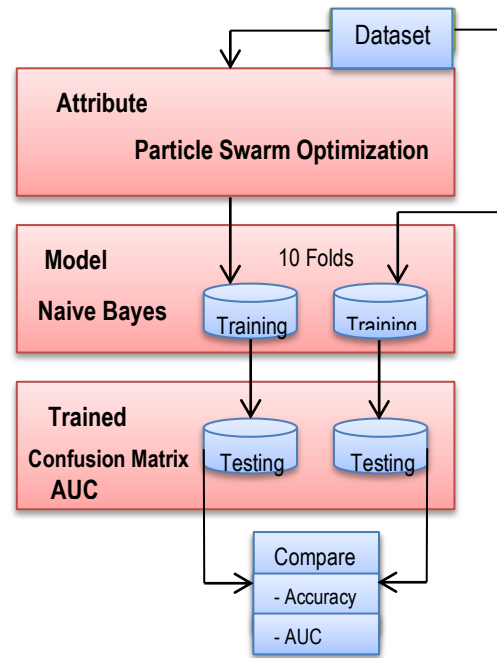 Dataset
Attribute
Particle Swarm Optimization
Model
10 Folds
Naive Bayes
Training
Training
Trained
Confusion Matrix
AUC
Testing
Testing
Compare
- Accuracy
- AUC